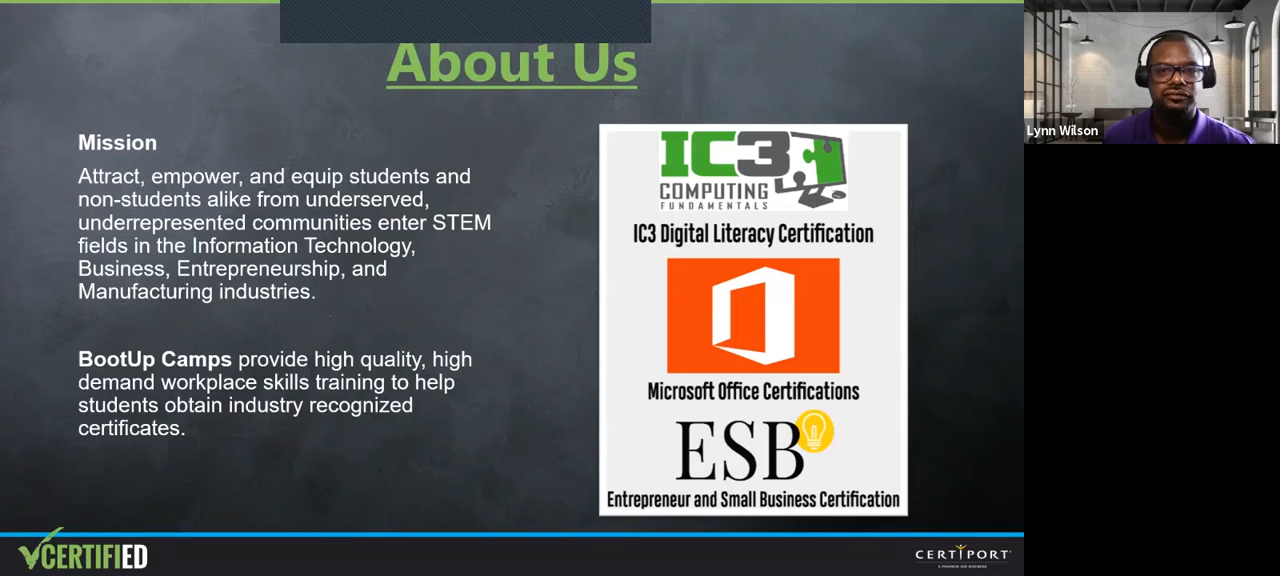 About Us
Mission
Attract, empower, and equip students and
non-students alike from underserved,
underrepresented communities enter STEM
fields in the Information Technology,
Business, Entrepreneurship, and
Manufacturing industries.
BootUp Camps provide high quality, high
demand workplace skills training to help
students obtain industry recognized
certificates.
IC3
COMPUTING
FUNDAMENTALS
IC3 Digital Literacy Certification
Microsoft Office Certifications
ESB
Entrepreneur and Small Business Certification
CERTIFIED
CERTIPORT
A PEARSON VUE BUSINESS
Lynn Wilson